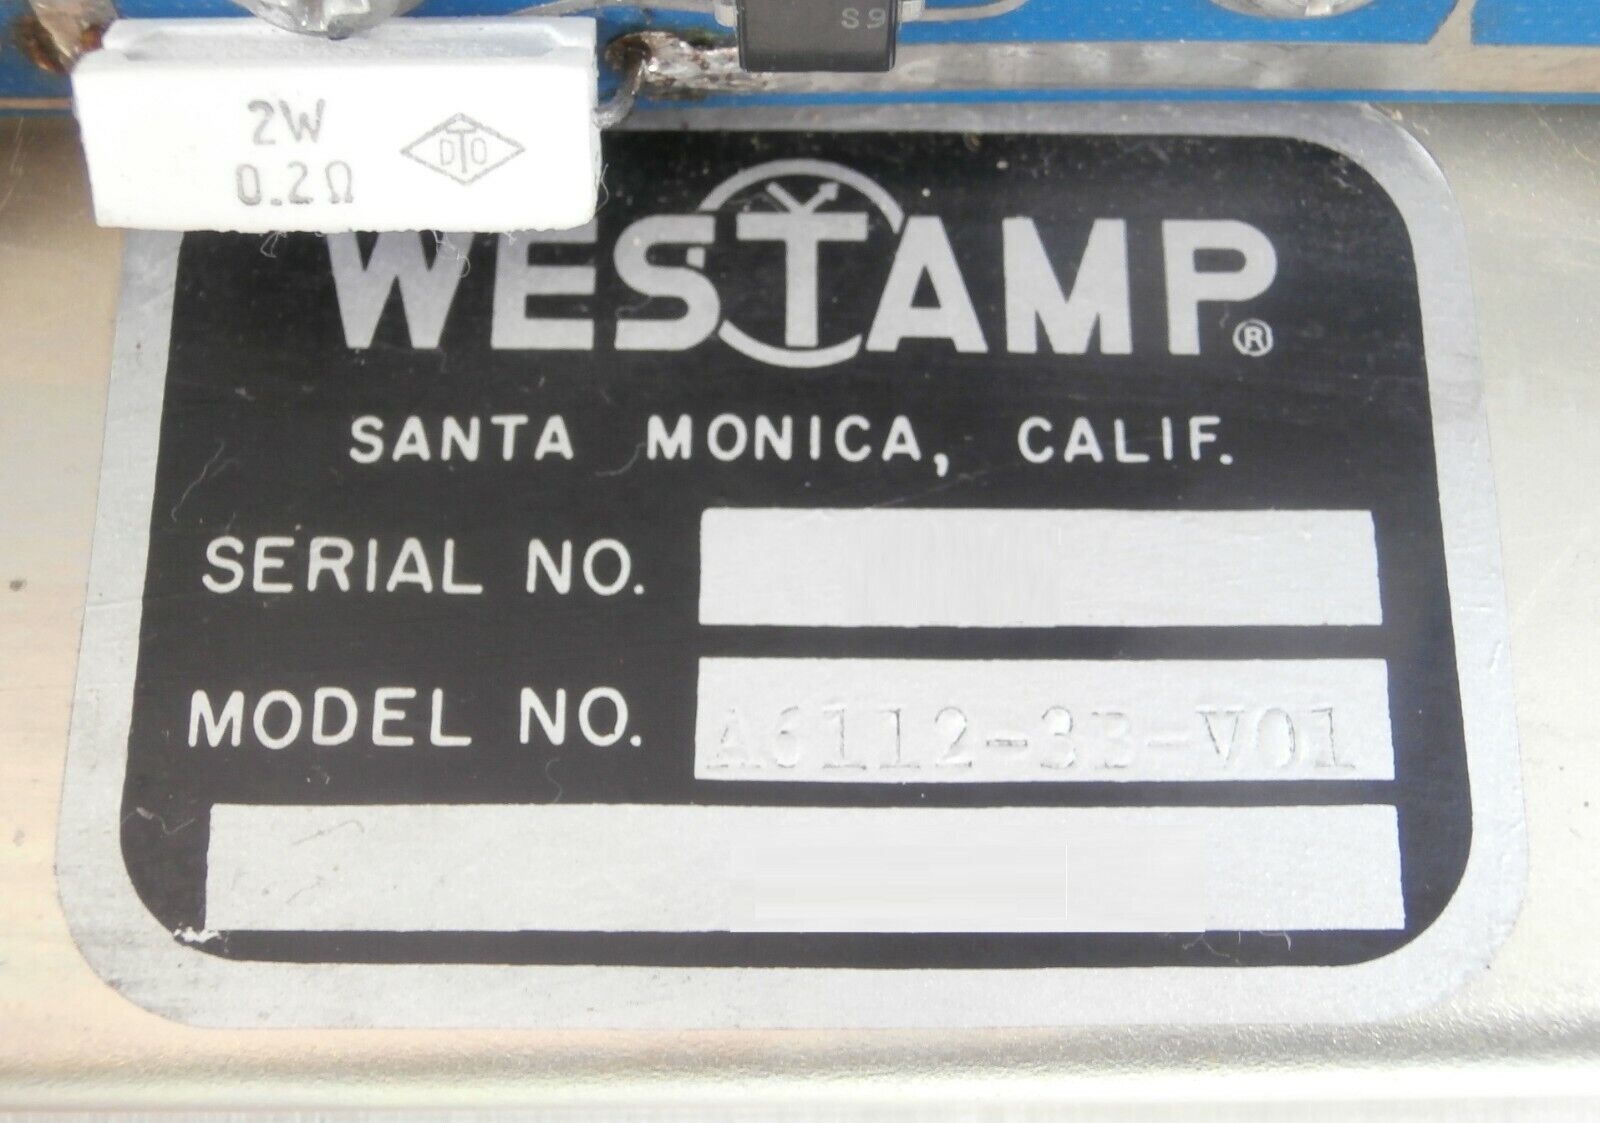 S9
2W
0.2Ω
DTO
WESTAMP®
SANTA MONICA, CALIF.
SERIAL NO.
MODEL NO. A6112-3B-V01